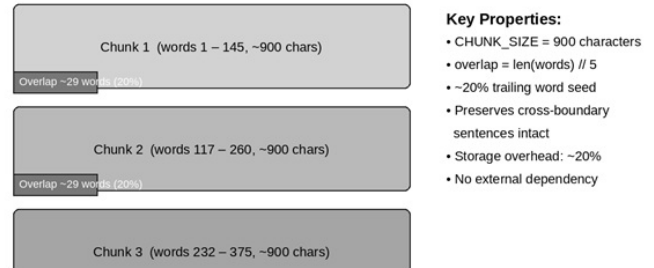 Chunk 1 (words 1 – 145, ~900 chars)
Overlap ~29 words (20%)
Chunk 2 (words 117 – 260, ~900 chars)
Overlap ~29 words (20%)
Chunk 3 (words 232 – 375, ~900 chars)
Key Properties:
• CHUNK_SIZE = 900 characters
• overlap = len(words) // 5
• ~20% trailing word seed
• Preserves cross-boundary
sentences intact
• Storage overhead: ~20%
• No external dependency